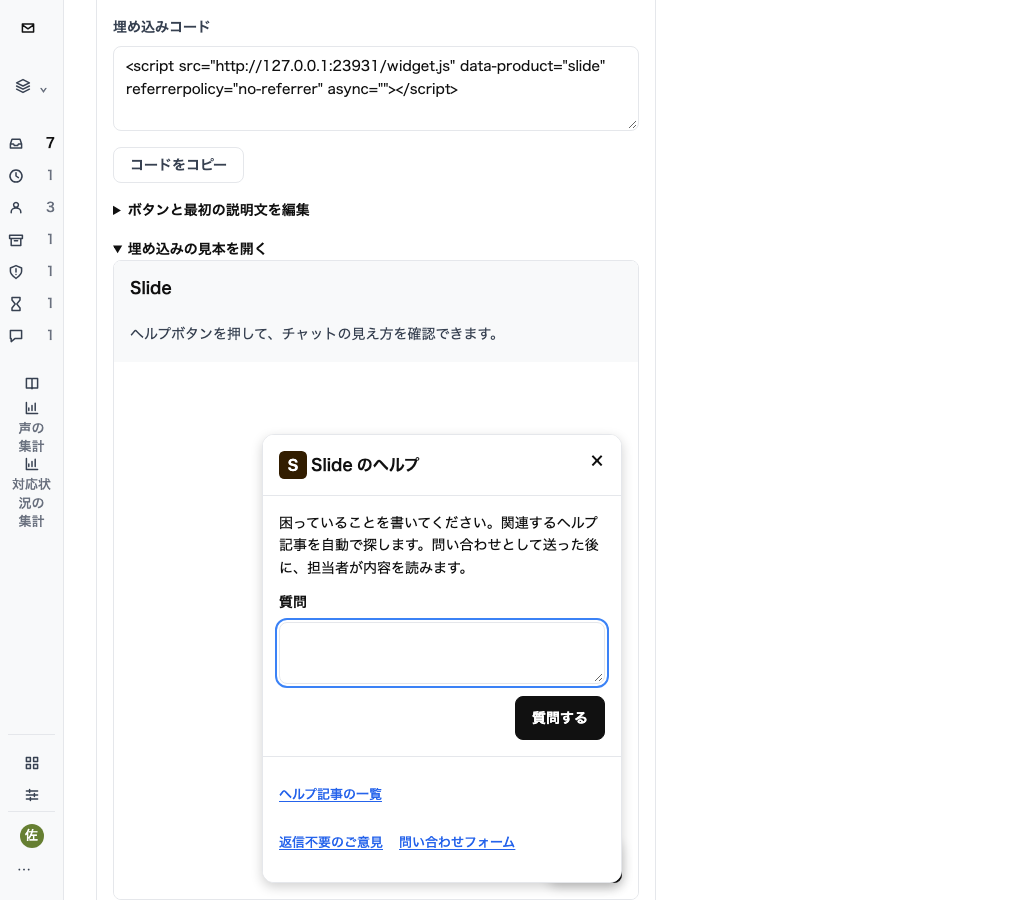 7
1
3
1
1
1
1
声の
集計
対応状
況の
集計
佐
埋め込みコード
<script src="http://127.0.0.1:23931/widget.js" data-product="slide"
referrerpolicy="no-referrer" async=""></script>
コードをコピー
ボタンと最初の説明文を編集
埋め込みの見本を開く
Slide
ヘルプボタンを押して、チャットの見え方を確認できます。
S Slide のヘルプ
困っていることを書いてください。関連するヘルプ
記事を自動で探します。問い合わせとして送った後
に、担当者が内容を読みます。
質問
質問する
ヘルプ記事の一覧
返信不要のご意見 問い合わせフォーム